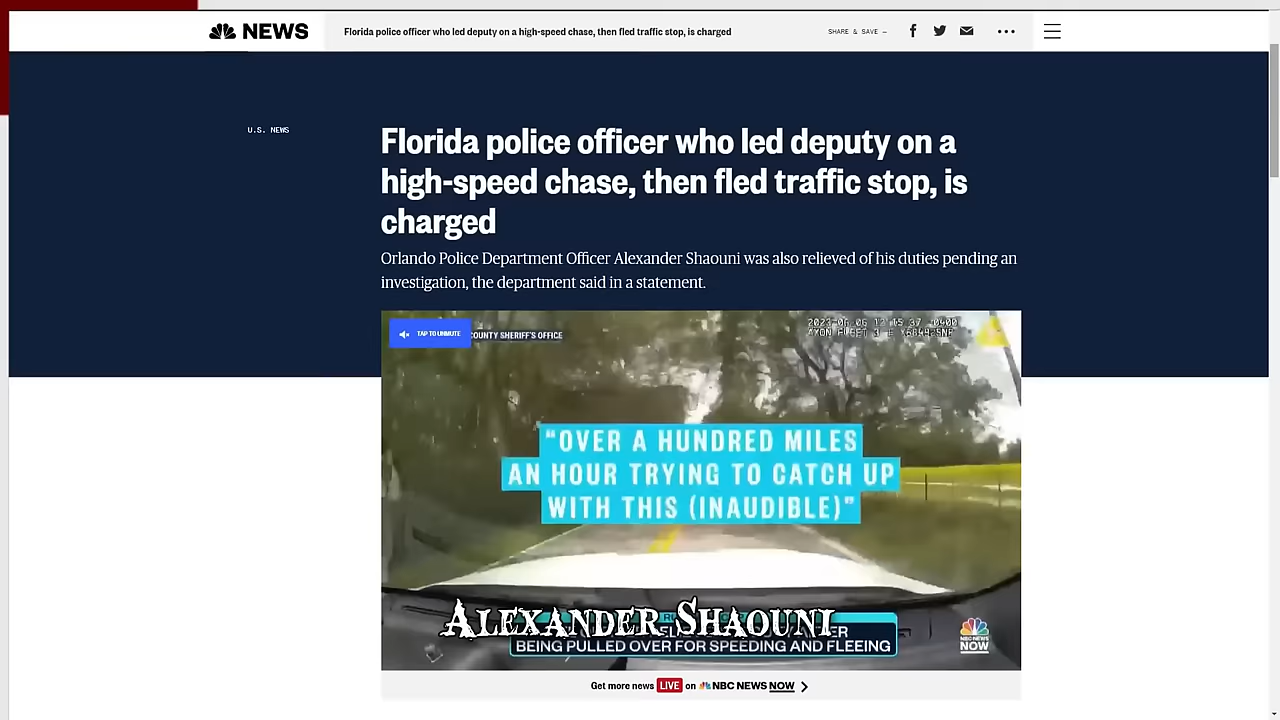 NEWS
Florida police officer who led deputy on a high-speed chase, then fled traffic stop, is charged
SHARE & SAVE —
U.S. NEWS
Florida police officer who led deputy on a
high-speed chase, then fled traffic stop, is
charged
Orlando Police Department Officer Alexander Shaouni was also relieved of his duties pending an
investigation, the department said in a statement.
TAP TO UNMUTE
COUNTY SHERIFF'S OFFICE
"OVER A HUNDRED MILES
AN HOUR TRYING TO CATCH UP
WITH THIS (INAUDIBLE)"
ALEXANDER SHAOUNI
BEING PULLED OVER FOR SPEEDING AND FLEEING
NBC NEWS
NOW
Get more news LIVE on NBC NEWS NOW